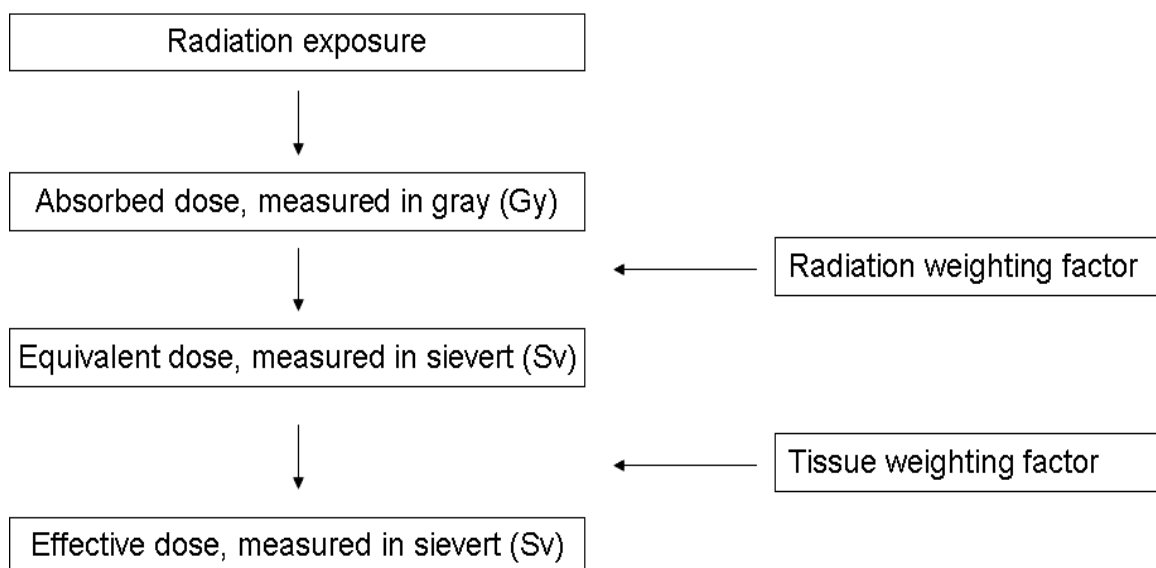 Radiation exposure
Absorbed dose, measured in gray (Gy)
Radiation weighting factor
Equivalent dose, measured in sievert (Sv)
Tissue weighting factor
Effective dose, measured in sievert (Sv)